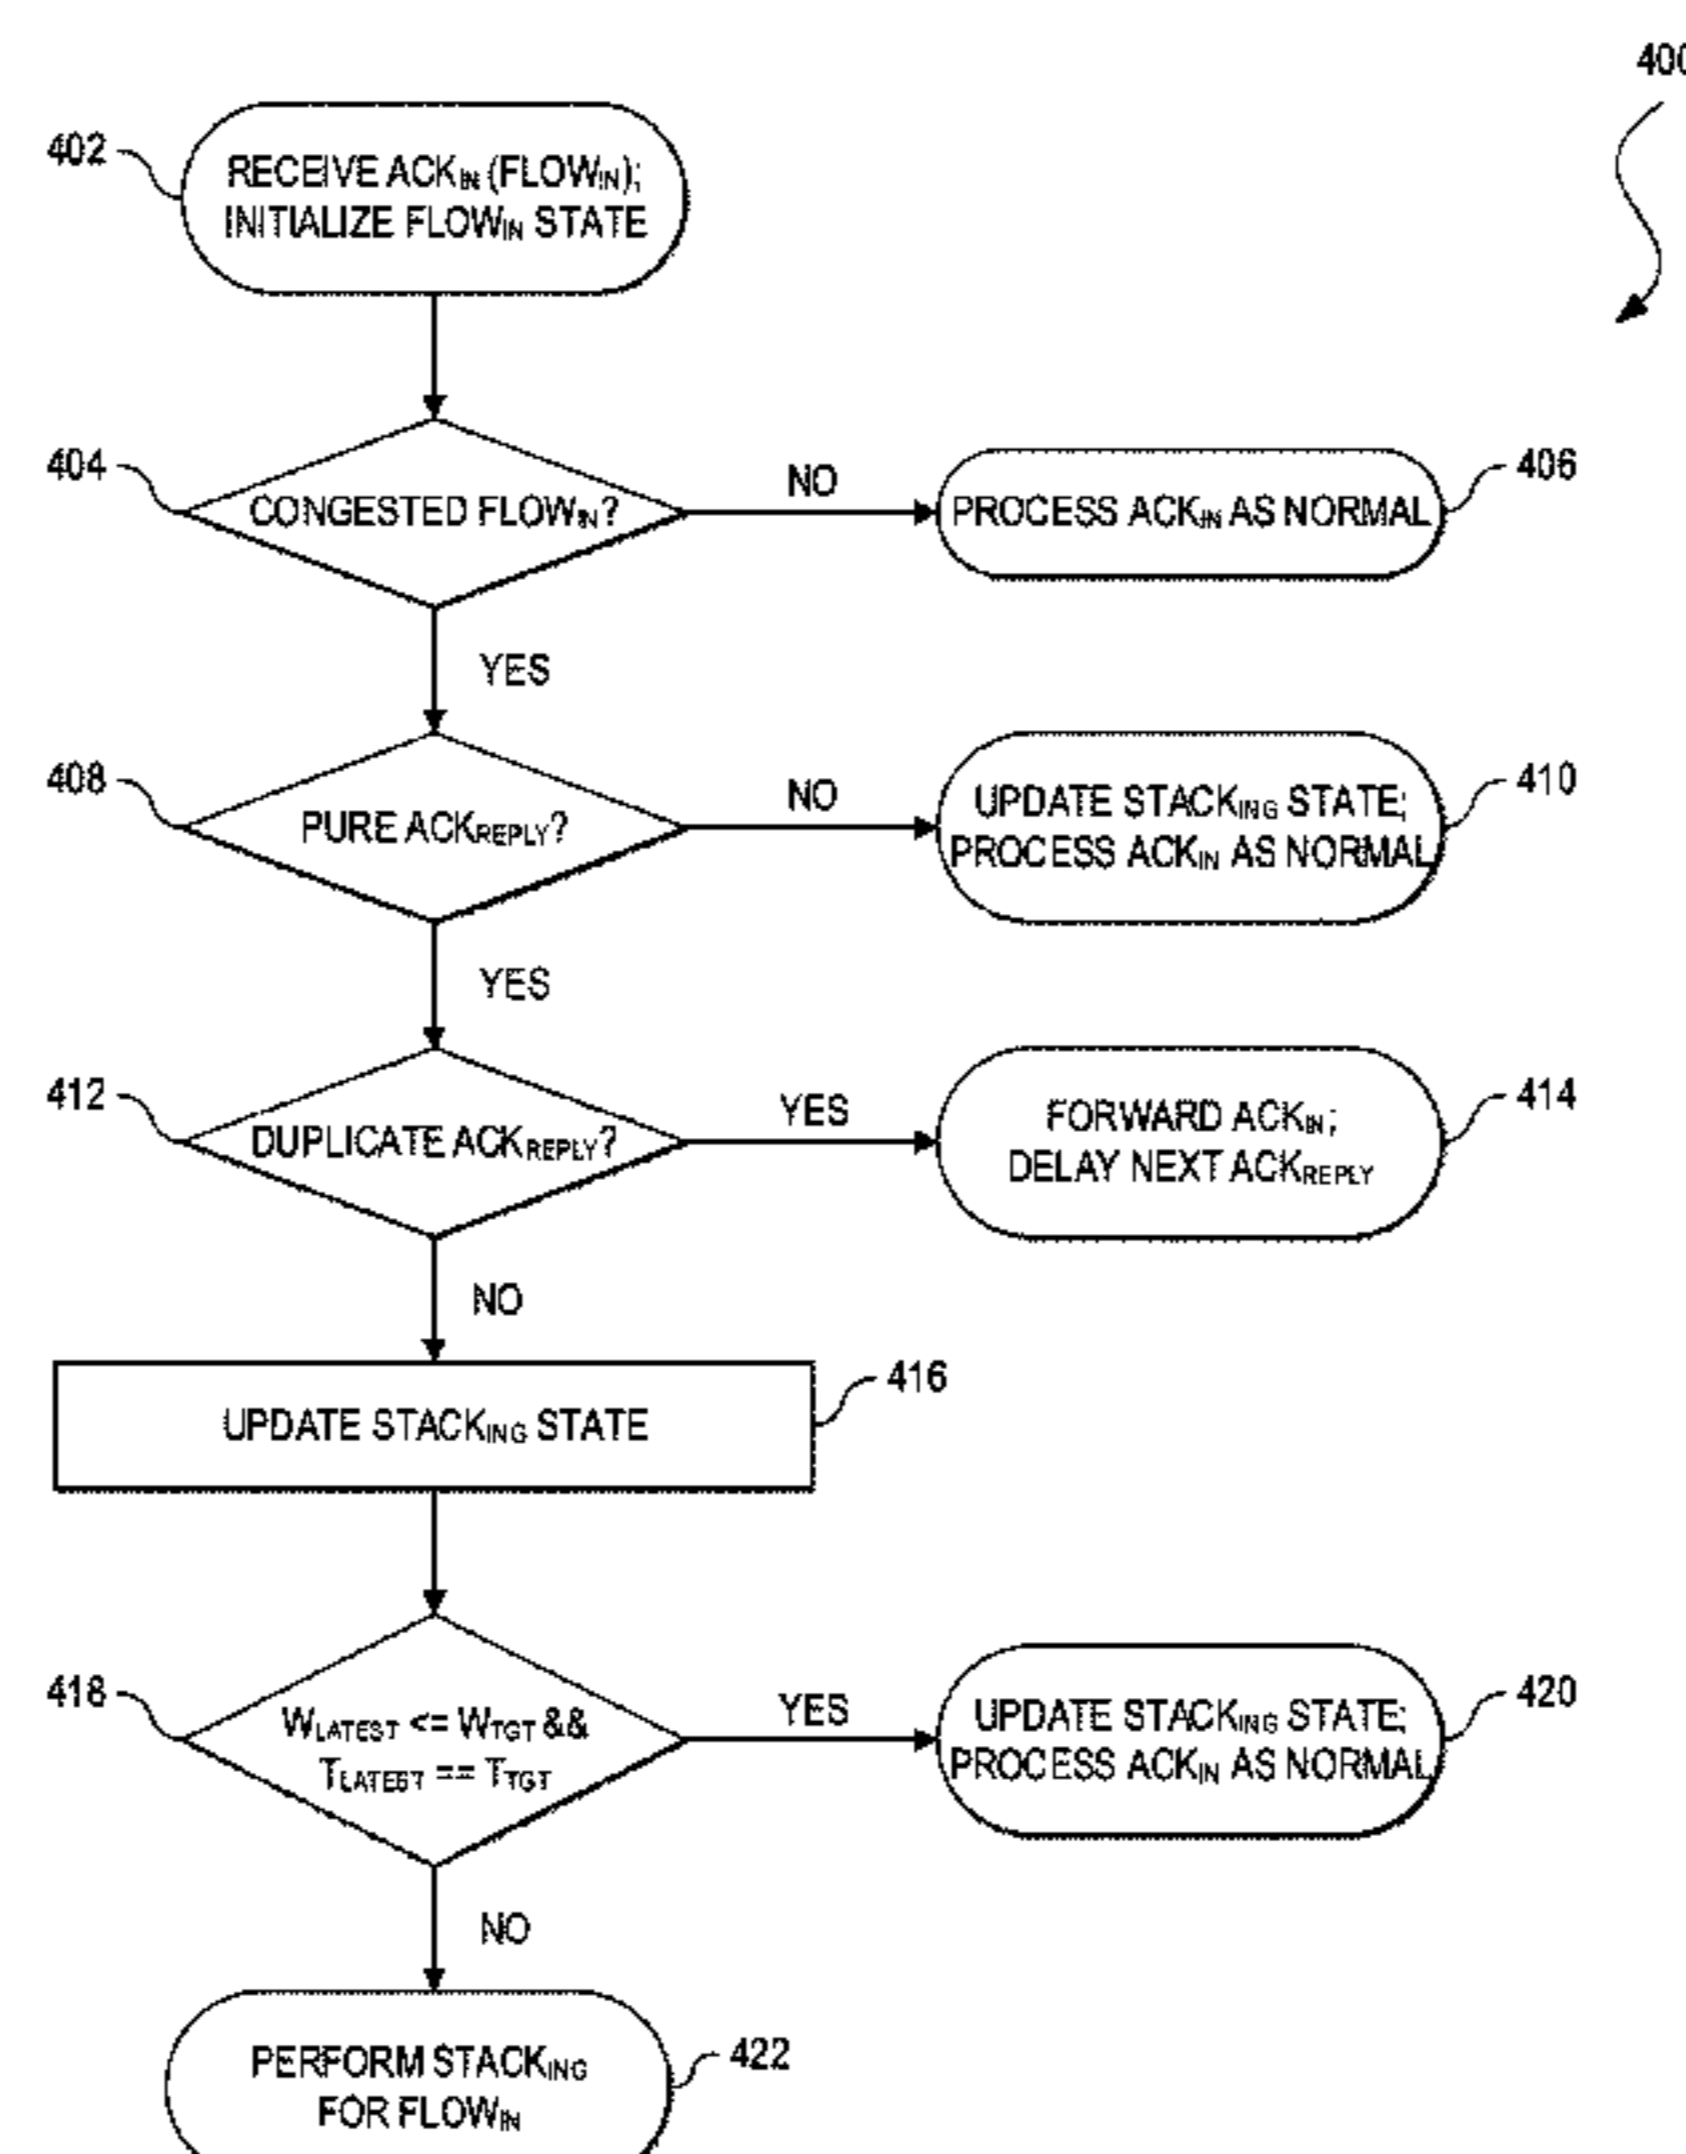 400
402
RECEIVE ACKIN (FLOWIN);
INITIALIZE FLOWIN STATE
404
CONGESTED FLOWIN?
NO
PROCESS ACKIN AS NORMAL
406
YES
408
PURE ACKREPLY?
NO
UPDATE STACKING STATE;
PROCESS ACKIN AS NORMAL
410
YES
412
DUPLICATE ACKREPLY?
YES
FORWARD ACKIN;
DELAY NEXT ACKREPLY
414
NO
UPDATE STACKING STATE
416
418
WLATEST <= WTGT &&
TLATEST == TTGT
YES
UPDATE STACKING STATE;
PROCESS ACKIN AS NORMAL
420
NO
PERFORM STACKING
FOR FLOWIN
422